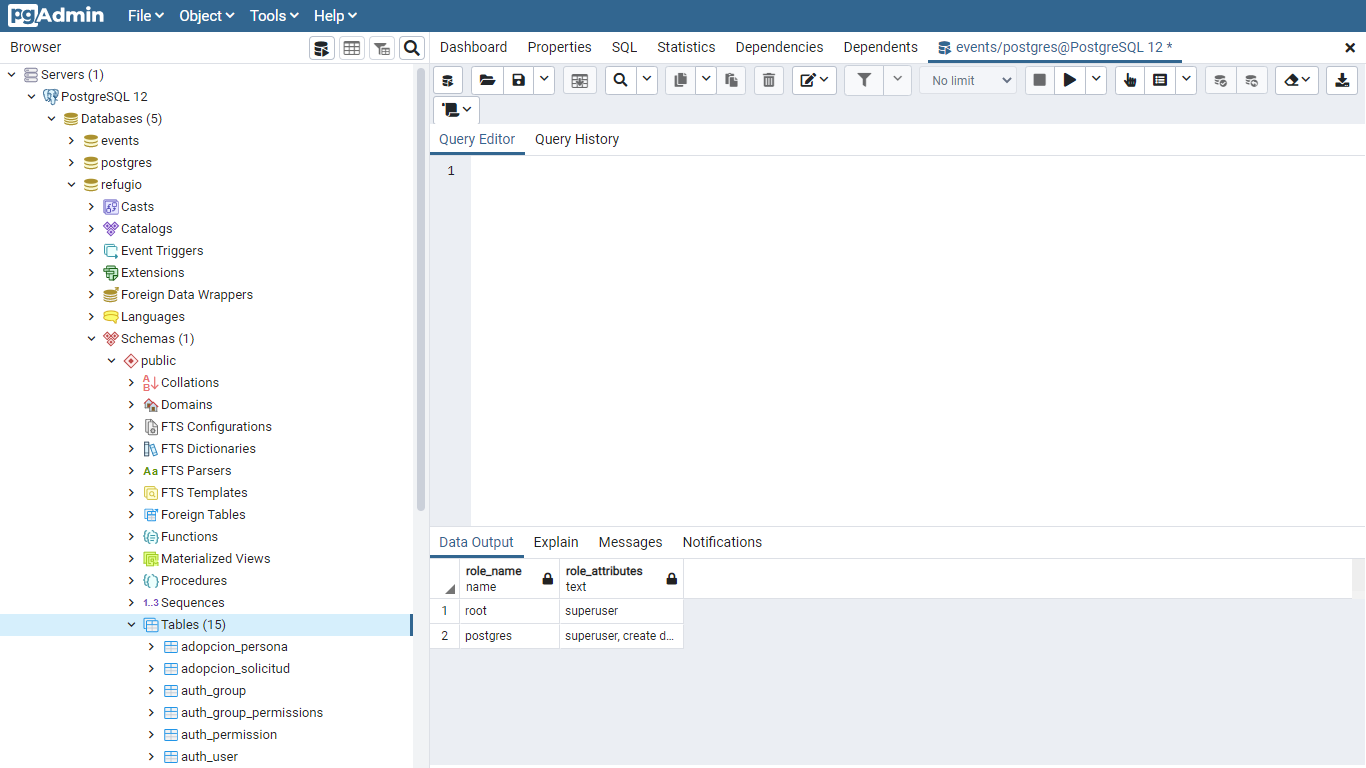 pgAdmin File Object Tools Help
Browser
Dashboard Properties SQL Statistics Dependencies Dependents events/postgres@PostgreSQL 12 *
Servers (1)
PostgreSQL 12
Databases (5)
events
postgres
refugio
Casts
Catalogs
Event Triggers
Extensions
Foreign Data Wrappers
Languages
Schemas (1)
public
Collations
Domains
FTS Configurations
FTS Dictionaries
Aa FTS Parsers
FTS Templates
Foreign Tables
Functions
Materialized Views
Procedures
1..3 Sequences
Tables (15)
adopcion_persona
adopcion_solicitud
auth_group
auth_group_permissions
auth_permission
auth_user
No limit
Query Editor Query History
1
Data Output Explain Messages Notifications
role_name role_attributes
name text
1 root superuser
2 postgres superuser, create d...